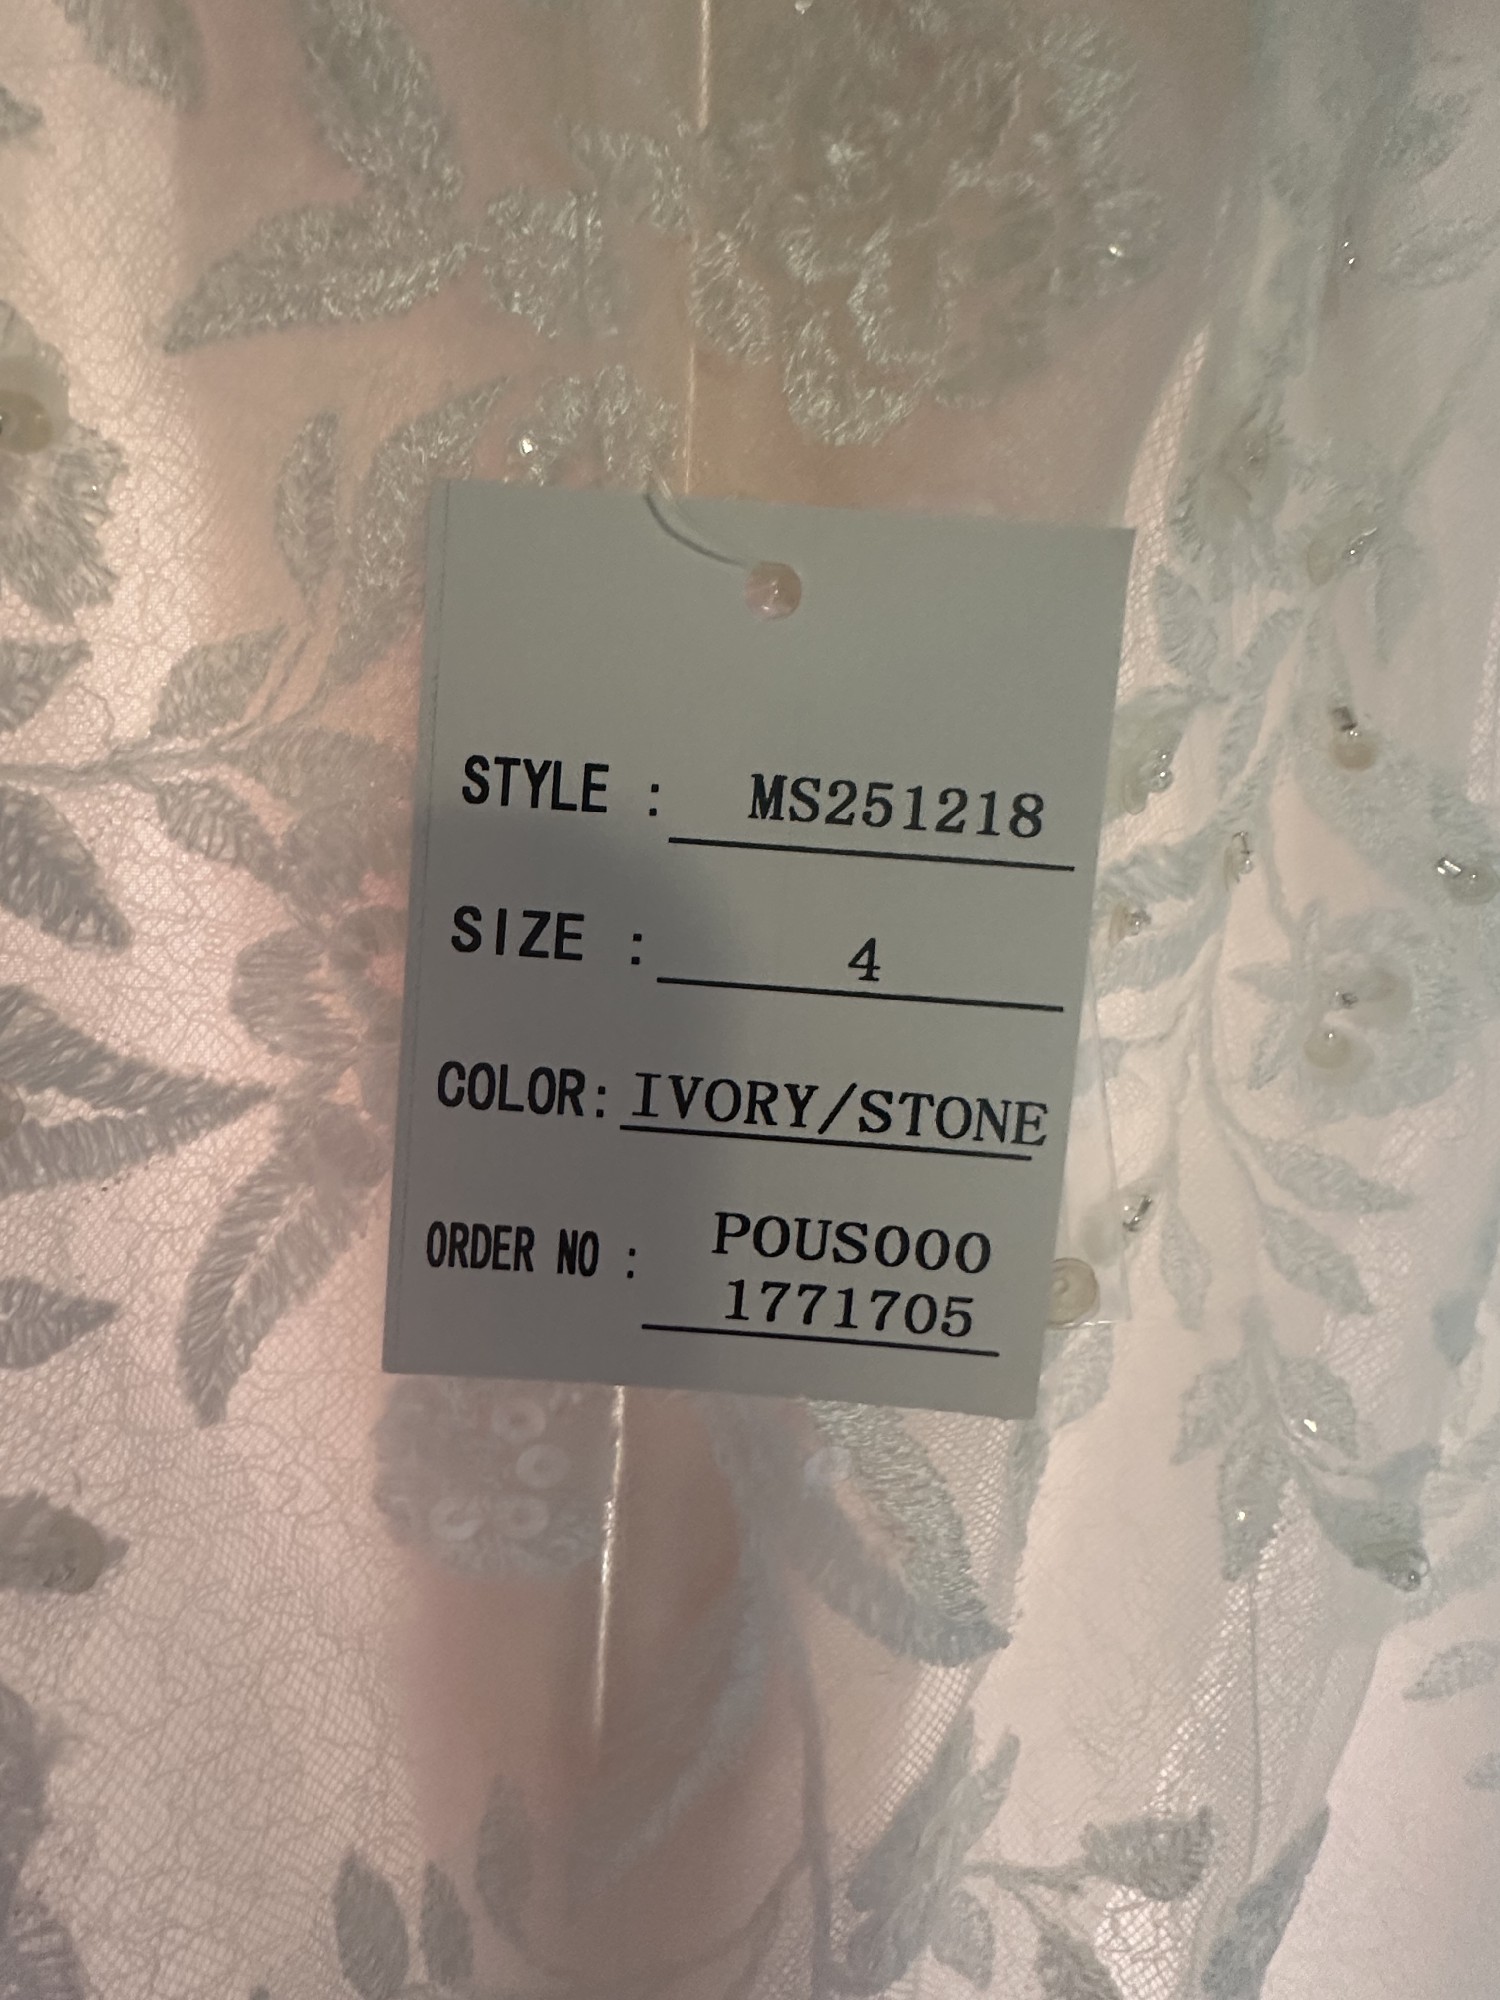 STYLE : MS251218
SIZE : 4
COLOR: IVORY/STONE
ORDER NO : POUS000
1771705